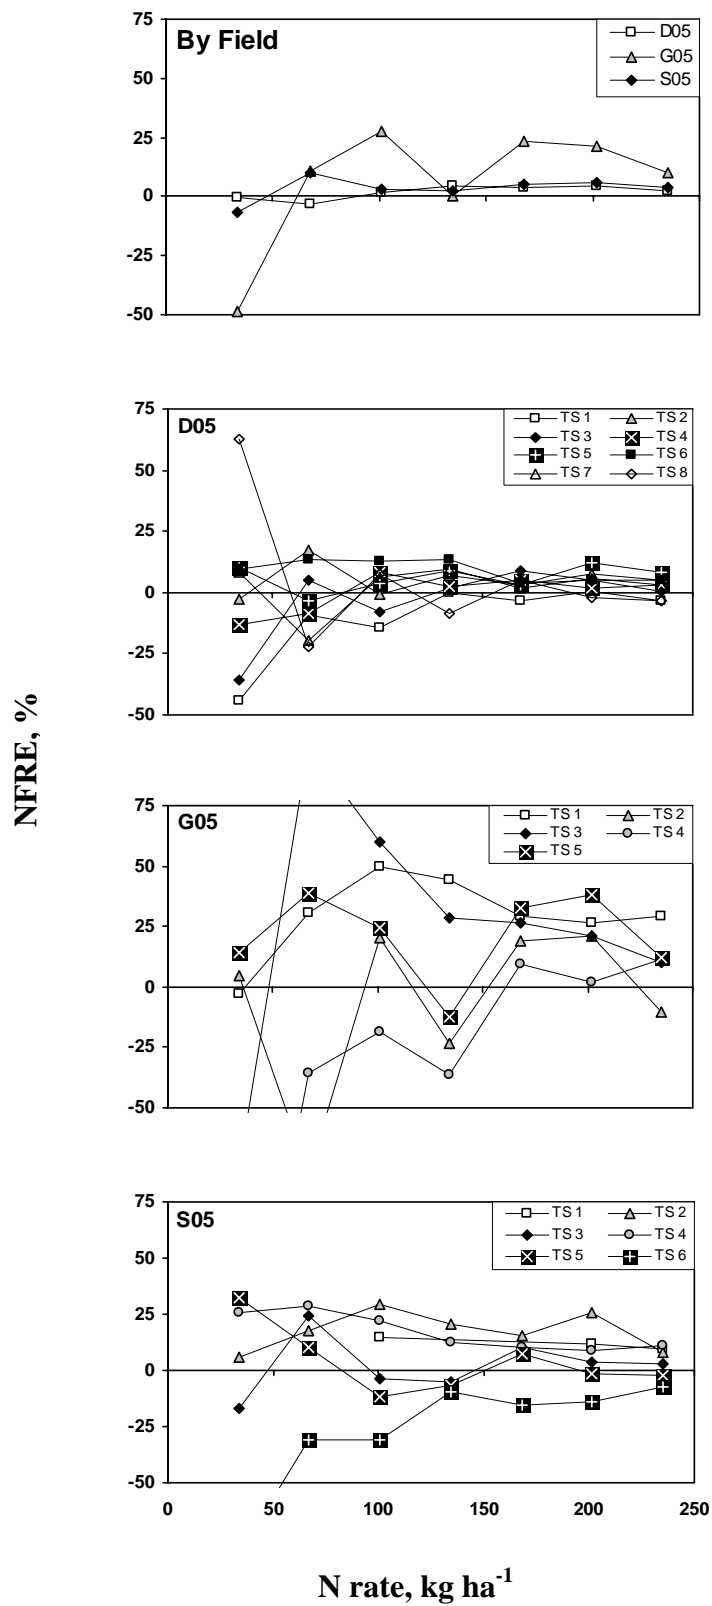 By Field
75
50
25
0
-25
-50
D05
G05
S05
D05
75
50
25
0
-25
-50
TS 1 TS 2
TS 3 TS 4
TS 5 TS 6
TS 7 TS 8
NFRE, %
G05
75
50
25
0
-25
-50
TS 1 TS 2
TS 3 TS 4
TS 5
S05
75
50
25
0
-25
-50
TS 1 TS 2
TS 3 TS 4
TS 5 TS 6
0 50 100 150 200 250
N rate, kg ha⁻¹